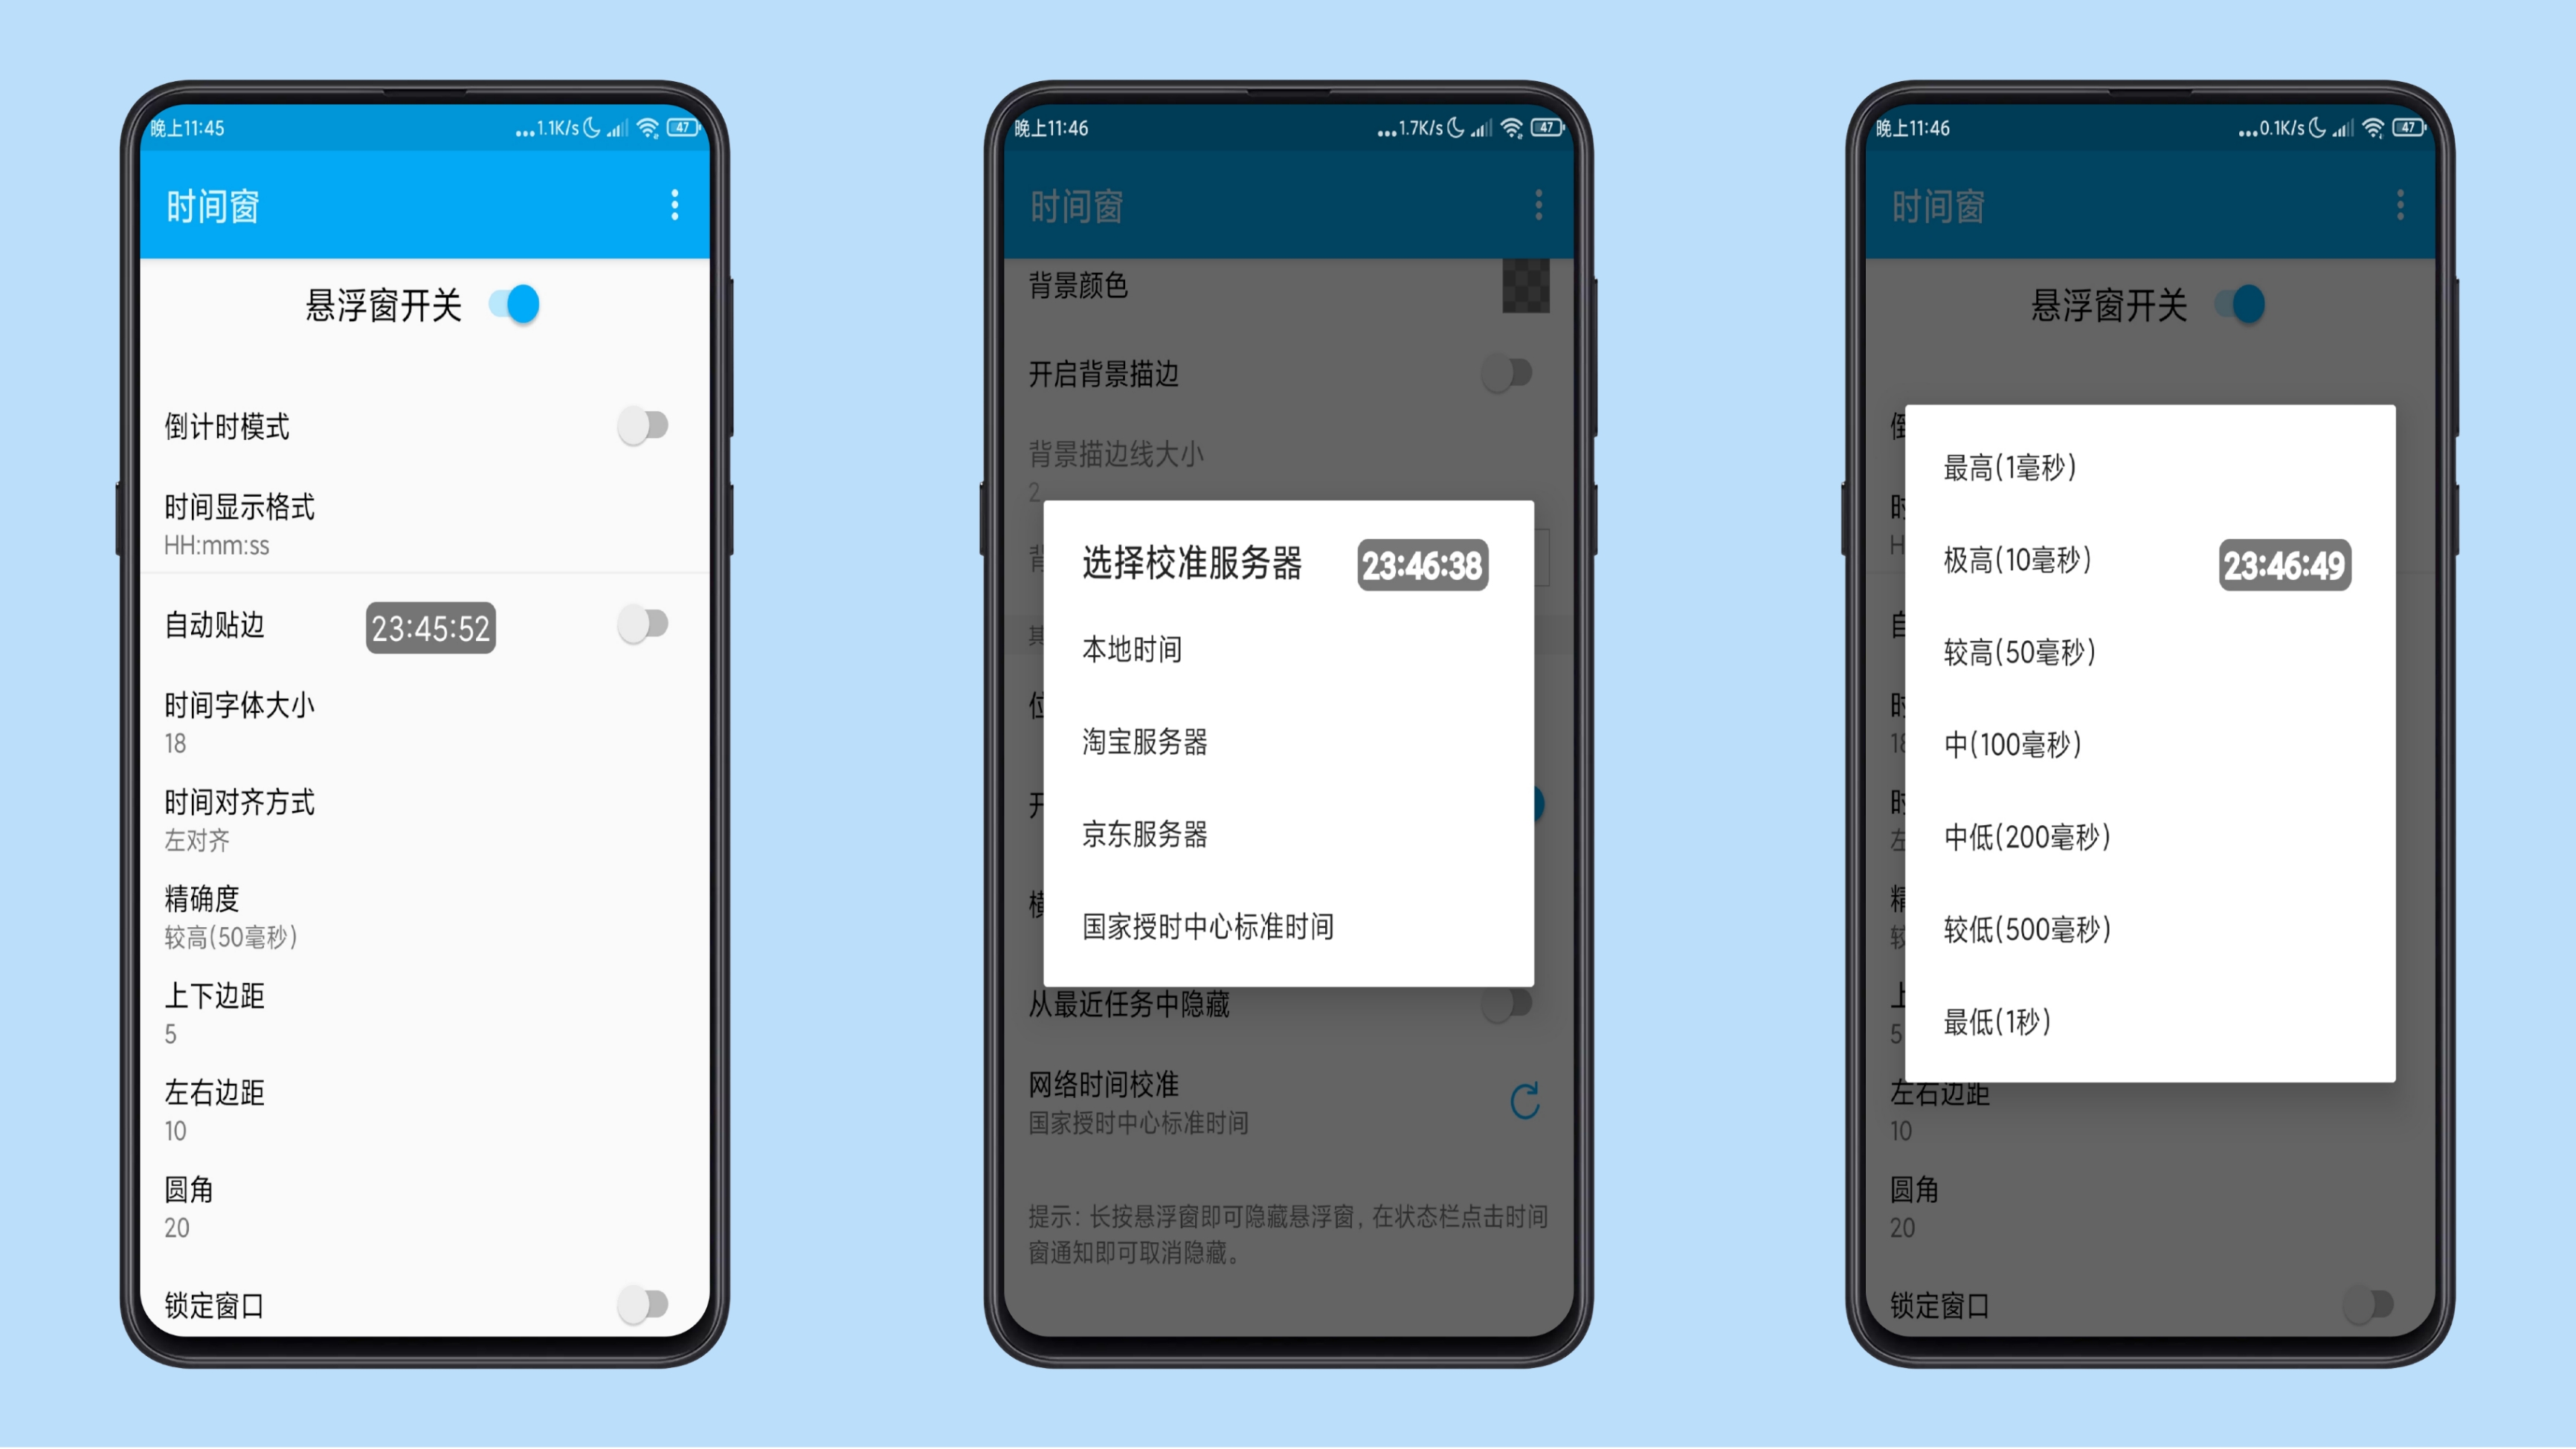 晚上11:45
...1.1K/s
47
时间窗
悬浮窗开关
倒计时模式
时间显示格式
HH:mm:ss
自动贴边
23:45:52
时间字体大小
18
时间对齐方式
左对齐
精确度
较高(50毫秒)
上下边距
5
左右边距
10
圆角
20
锁定窗口
晚上11:46
...1.7K/s
47
时间窗
背景颜色
开启背景描边
背景描边线大小
2
选择校准服务器
23:46:38
本地时间
淘宝服务器
京东服务器
国家授时中心标准时间
从最近任务中隐藏
网络时间校准
国家授时中心标准时间
提示：长按悬浮窗即可隐藏悬浮窗，在状态栏点击时间
窗通知即可取消隐藏。
晚上11:46
...0.1K/s
47
时间窗
悬浮窗开关
最高(1毫秒)
极高(10毫秒)
23:46:49
较高(50毫秒)
中(100毫秒)
中低(200毫秒)
较低(500毫秒)
最低(1秒)
左右边距
10
圆角
20
锁定窗口